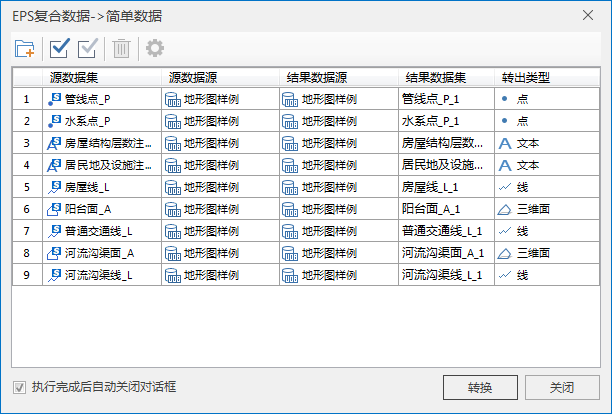 EPS复合数据->简单数据
源数据集 源数据源 结果数据源 结果数据集 转出类型
1 管线点_P 地形图样例 地形图样例 管线点_P_1 点
2 水系点_P 地形图样例 地形图样例 水系点_P_1 点
3 房屋结构层数注... 地形图样例 地形图样例 房屋结构层数... 文本
4 居民地及设施注... 地形图样例 地形图样例 居民地及设施... 文本
5 房屋线_L 地形图样例 地形图样例 房屋线_L_1 线
6 阳台面_A 地形图样例 地形图样例 阳台面_A_1 三维面
7 普通交通线_L 地形图样例 地形图样例 普通交通线_L_1 线
8 河流沟渠面_A 地形图样例 地形图样例 河流沟渠面_A_1 三维面
9 河流沟渠线_L 地形图样例 地形图样例 河流沟渠线_L_1 线
执行完成后自动关闭对话框 转换 关闭